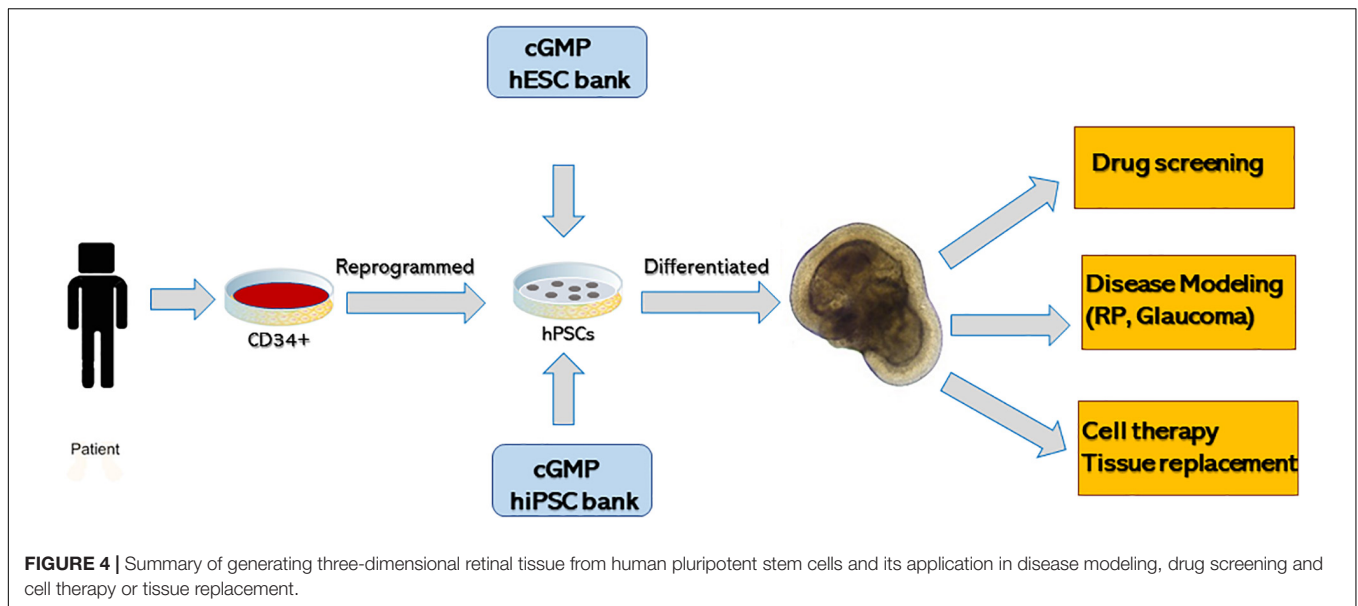 cGMP
hESC bank
Patient
CD34+
Reprogrammed
hPSCs
Differentiated
cGMP
hiPSC bank
Drug screening
Disease Modeling
(RP, Glaucoma)
Cell therapy
Tissue replacement
FIGURE 4 | Summary of generating three-dimensional retinal tissue from human pluripotent stem cells and its application in disease modeling, drug screening and
cell therapy or tissue replacement.